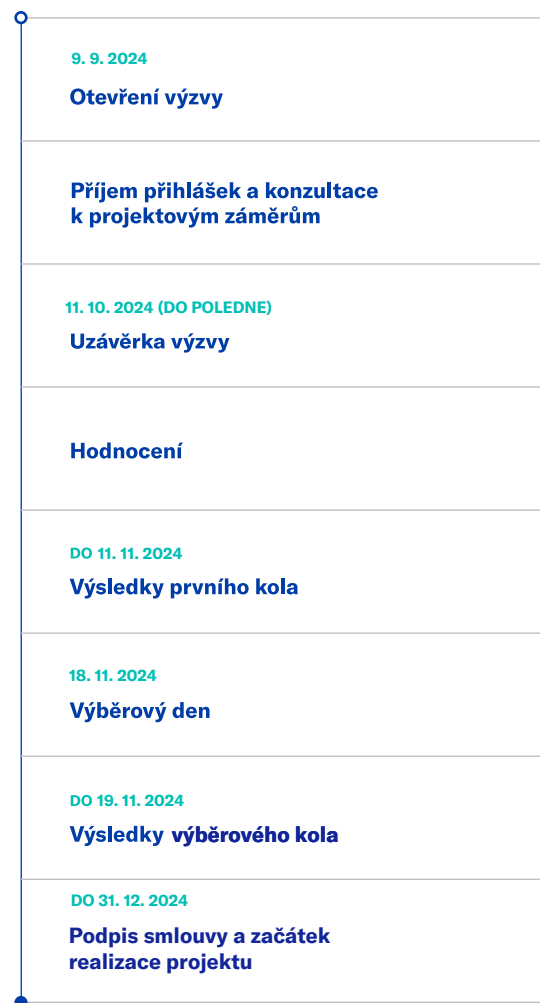 9. 9. 2024
Otevření výzvy
Příjem přihlášek a konzultace
k projektovým záměrům
11. 10. 2024 (DO POLEDNE)
Uzávěrka výzvy
Hodnocení
DO 11. 11. 2024
Výsledky prvního kola
18. 11. 2024
Výběrový den
DO 19. 11. 2024
Výsledky výběrového kola
DO 31. 12. 2024
Podpis smlouvy a začátek
realizace projektu